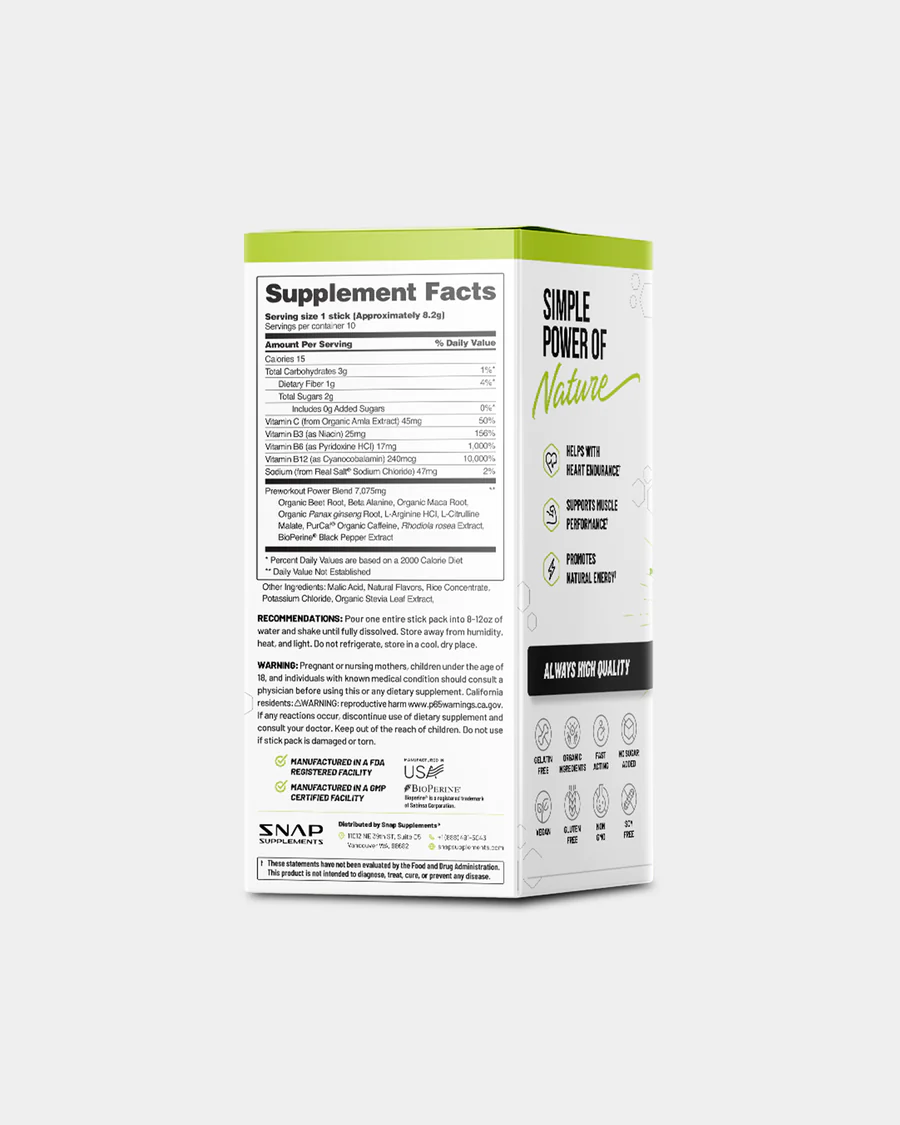 Supplement Facts
Serving size 1 stick (Approximately 8.2g)
Servings per container 10
Amount Per Serving % Daily Value
Calories 15
Total Carbohydrates 3g 1%*
Dietary Fiber 1g 4%*
Total Sugars 2g
Includes 0g Added Sugars 0%*
Vitamin C (from Organic Amla Extract) 45mg 50%
Vitamin B3 (as Niacin) 25mg 156%
Vitamin B6 (as Pyridoxine HCl) 17mg 1,000%
Vitamin B12 (as Cyanocobalamin) 240mcg 10,000%
Sodium (from Real Salt® Sodium Chloride) 47mg 2%
Preworkout Power Blend 7,075mg **
Organic Beet Root, Beta Alanine, Organic Maca Root,
Organic Panax ginseng Root, L-Arginine HCl, L-Citrulline
Malate, PurCaf® Organic Caffeine, Rhodiola rosea Extract,
BioPerine® Black Pepper Extract
* Percent Daily Values are based on a 2000 Calorie Diet
** Daily Value Not Established
Other Ingredients: Malic Acid, Natural Flavors, Rice Concentrate,
Potassium Chloride, Organic Stevia Leaf Extract,
RECOMMENDATIONS: Pour one entire stick pack into 8-12oz of
water and shake until fully dissolved. Store away from humidity,
heat, and light. Do not refrigerate, store in a cool, dry place.
WARNING: Pregnant or nursing mothers, children under the age of
18, and individuals with known medical condition should consult a
physician before using this or any dietary supplement. California
residents:⚠WARNING: reproductive harm www.p65warnings.ca.gov.
If any reactions occur, discontinue use of dietary supplement and
consult your doctor. Keep out of the reach of children. Do not use
if stick pack is damaged or torn.
MANUFACTURED IN A FDA
REGISTERED FACILITY
MANUFACTURED IN A GMP
CERTIFIED FACILITY
MANUFACTURED IN
USA
BIOPERINE®
Bioperine® is a registered trademark
of Sabinsa Corporation.
SNAP
SUPPLEMENTS
Distributed by Snap Supplements®
Vancouver WA, 98682
snapsupplements.com
† These statements have not been evaluated by the Food and Drug Administration.
This product is not intended to diagnose, treat, cure, or prevent any disease.
SIMPLE
POWER OF
Nature
HELPS WITH
HEART ENDURANCE†
SUPPORTS MUSCLE
PERFORMANCE†
PROMOTES
NATURAL ENERGY†
ALWAYS HIGH QUALITY
GELATIN
FREE
ORGANIC
INGREDIENTS
FAST
ACTING
NO SUGAR
ADDED
VEGAN
GLUTEN
FREE
NON
GMO
SOY
FREE